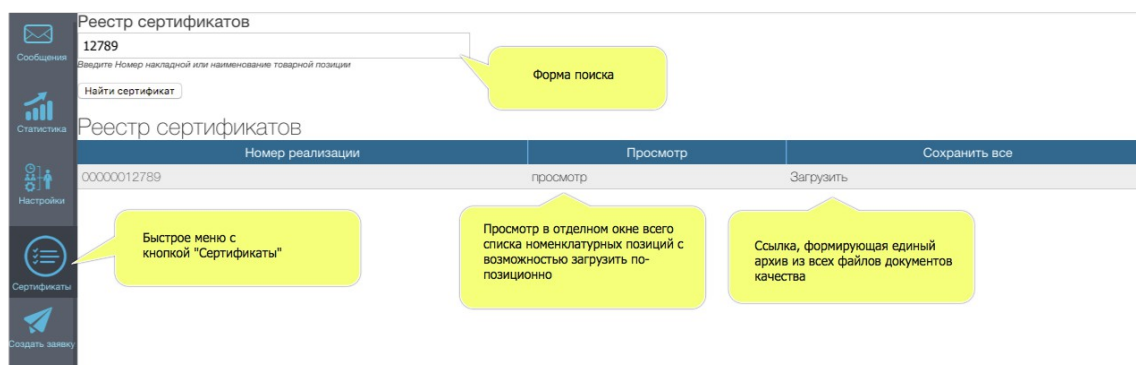 Реестр сертификатов
12789
Введите Номер накладной или наименование товарной позиции
Найти сертификат
Форма поиска
Реестр сертификатов
Номер реализации Просмотр Сохранить все
00000012789 просмотр Загрузить
Сообщения
Статистика
Настройки
Сертификаты
Создать заявку
Быстрое меню с
кнопкой "Сертификаты"
Просмотр в отдельном окне всего
списка номенклатурных позиций с
возможностью загрузить по-
позиционно
Ссылка, формирующая единый
архив из всех файлов документов
качества